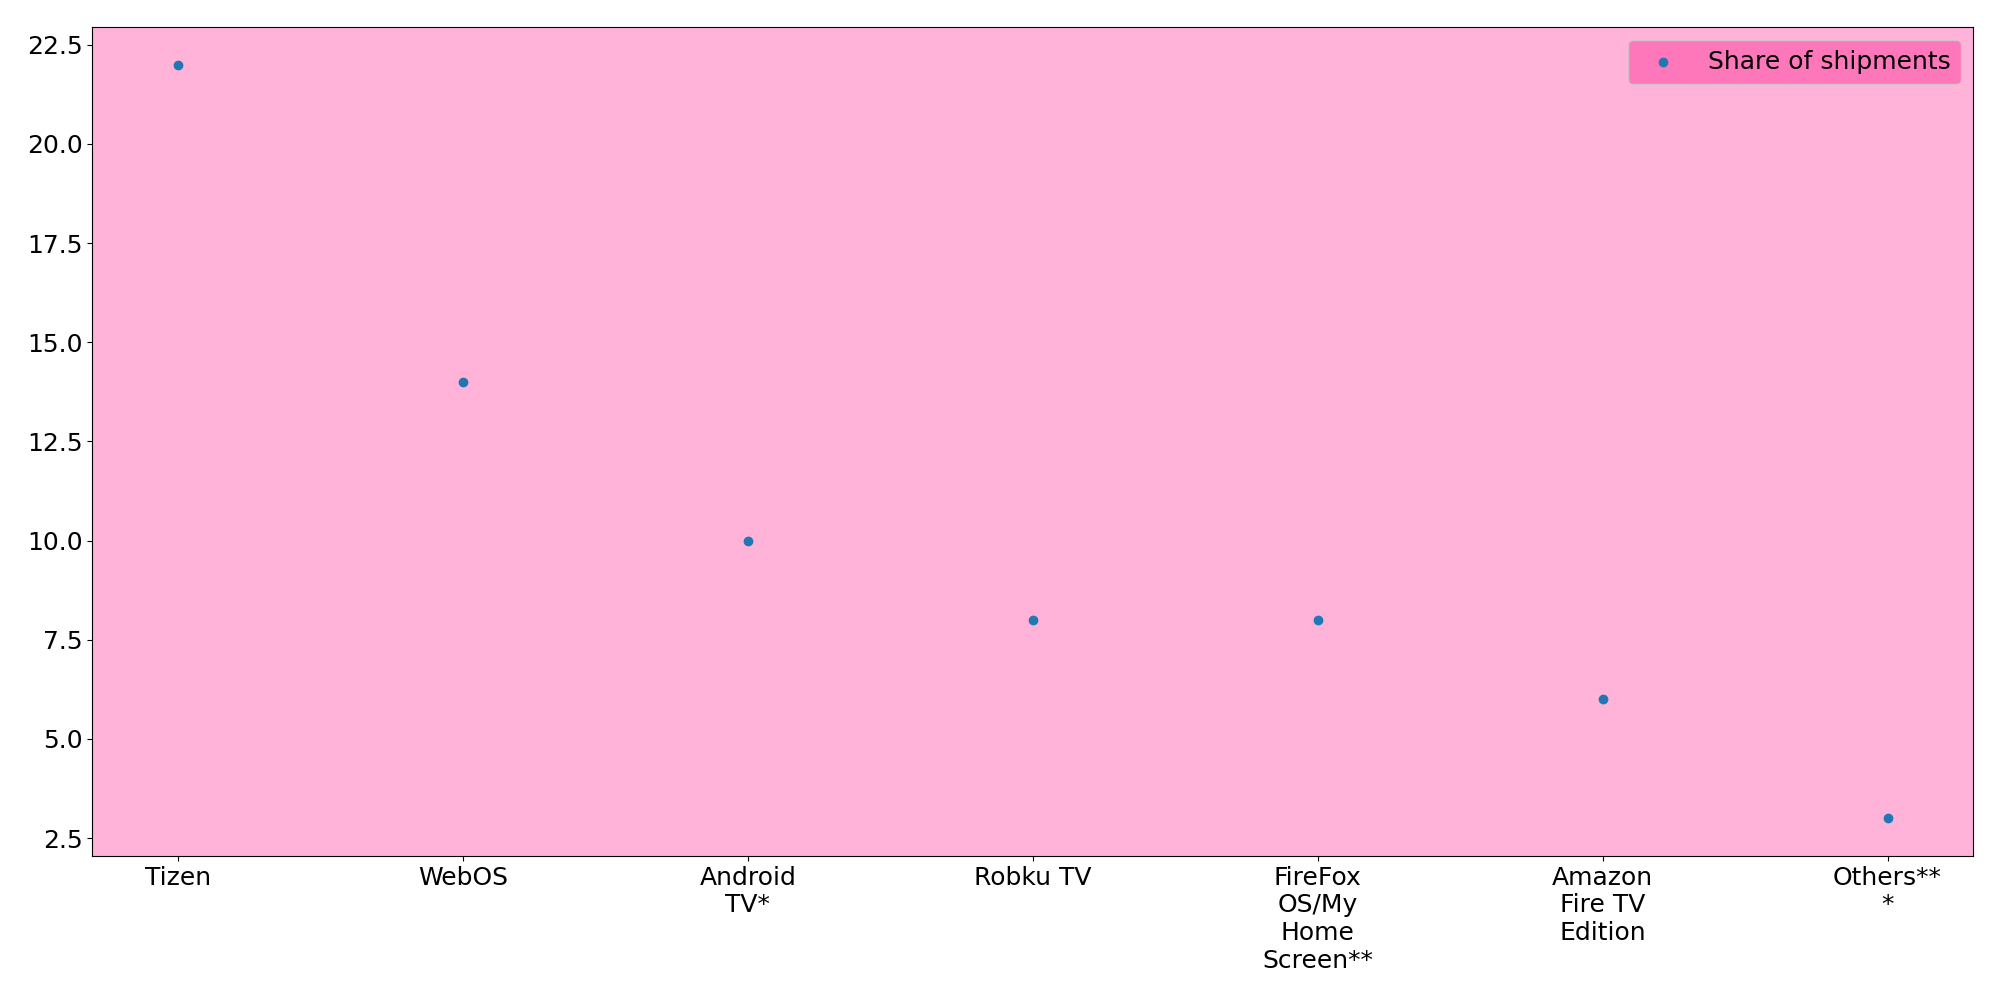 Share of shipments
22.5
20.0
17.5
15.0
12.5
10.0
7.5
5.0
2.5
Tizen
WebOS
Android
TV*
Robku TV
FireFox
OS/My
Home
Screen**
Amazon
Fire TV
Edition
Others**
*